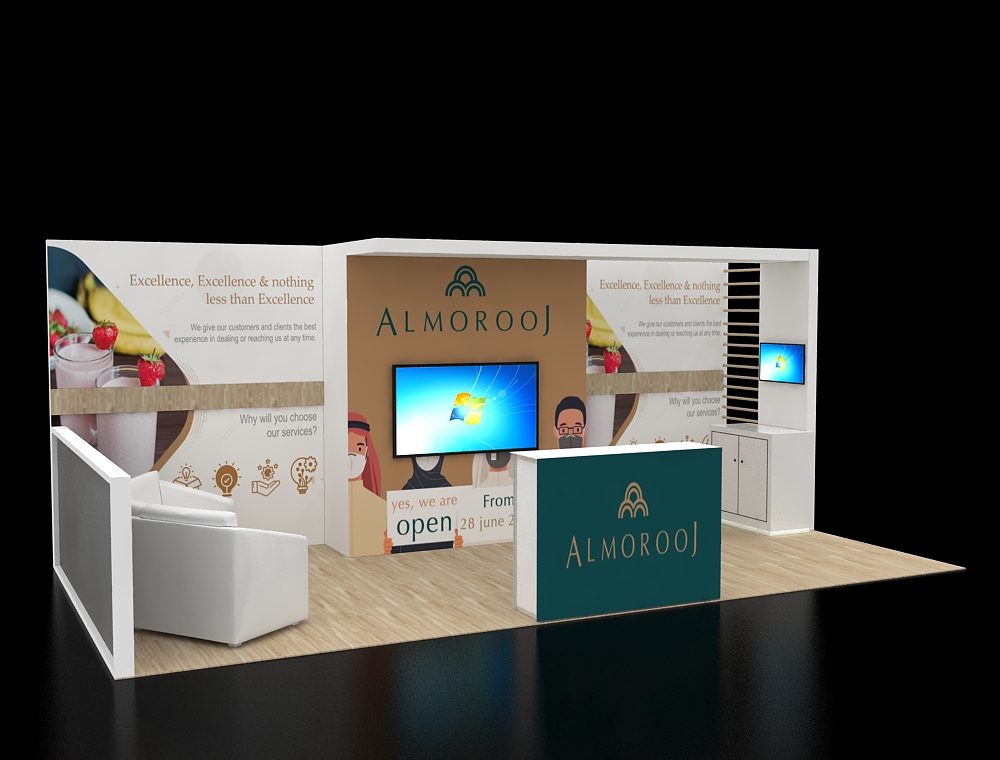 Excellence, Excellence & nothing
less than Excellence
We give our customers and clients the best
experience in dealing or reaching us at any time.
Why will you choose
our services?
ALMOROOJ
yes, we are
open
From
28 june 2
Excellence, Excellence & nothing
less than Excellence
We give our customers and clients the best
experience in dealing or reaching us at any time.
Why will you choose
our services?
ALMOROOJ